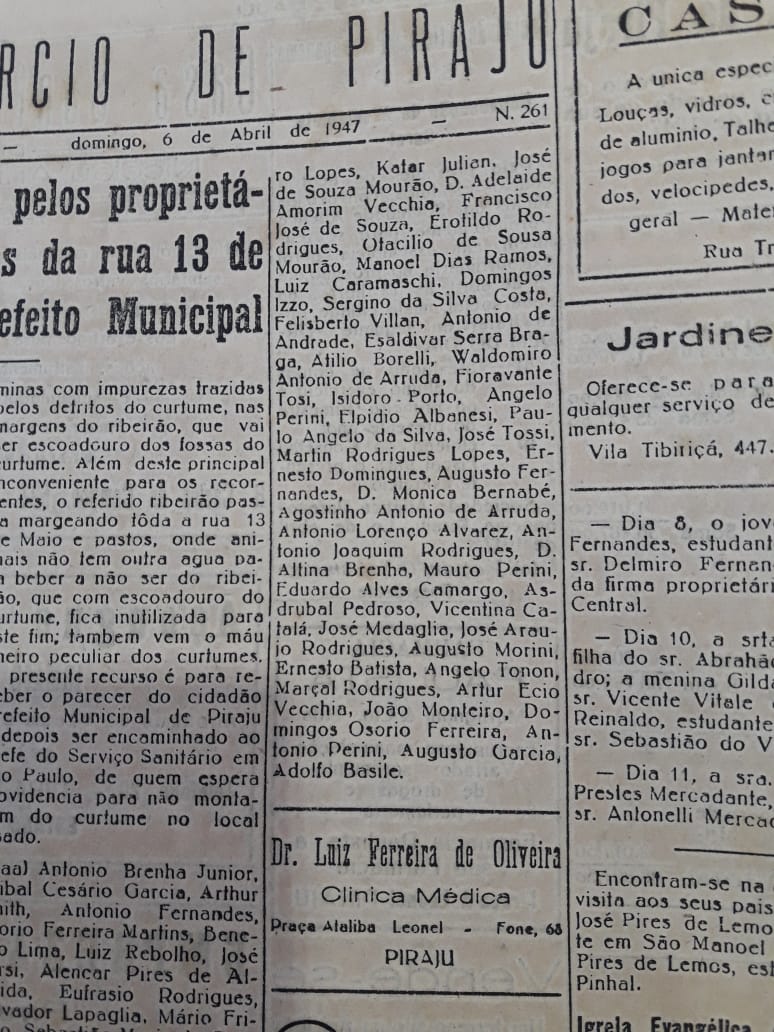 RCIO DE PIRAJU
— domingo, 6 de Abril de 1947 — N. 261
pelos proprietá-
s da rua 13 de
efeito Municipal
minas com impurezas trazidas
pelos detritos do curtume, nas
margens do ribeirão, que vai
ser escoadouro dos fossas do
curtume. Além deste principal
inconveniente para os recor-
entes, o referido ribeirão pas-
a margeando tôda a rua 13
e Maio e pastos, onde ani-
mais não tem outra agua pa-
a beber a não ser do ribei-
ão, que com escoadouro do
urtume, fica inutilizada para
ste fim; tambem vem o máu
heiro peculiar dos curtumes.
presente recurso é para re-
eber o parecer do cidadão
refeito Municipal de Piraju
depois ser encaminhado ao
efe do Serviço Sanitário em
o Paulo, de quem espera
rovidencia para não monta-
m do curtume no local
sado.
aa) Antonio Brenha Junior,
ibal Cesário Garcia, Arthur
ith, Antonio Fernandes,
orio Ferreira Martins, Bene-
o Lima, Luiz Rebolho, José
rsi, Alencar Pires de Al-
ida, Eufrasio Rodrigues,
vador Lapaglia, Mário Fri-
ro Lopes, Katar Julian, José
de Souza Mourão, D. Adelaide
Amorim Vecchia, Francisco
José de Souza, Erotildo Ro-
drigues, Otacilio de Sousa
Mourão, Manoel Dias Ramos,
Luiz Caramaschi, Domingos
Izzo, Sergino da Silva Costa,
Felisberto Villan, Antonio de
Andrade, Esaldivar Serra Bra-
ga, Atilio Borelli, Waldomiro
Antonio de Arruda, Fioravante
Tosi, Isidoro Porto, Angelo
Perini, Elpidio Albanesi, Pau-
lo Angelo da Silva, José Tossi,
Martin Rodrigues Lopes, Er-
nesto Domingues, Augusto Fer-
nandes, D. Monica Bernabé,
Agostinho Antonio de Arruda,
Antonio Lorenço Alvarez, An-
tonio Joaquim Rodrigues, D.
Altina Brenha, Mauro Perini,
Eduardo Alves Camargo, As-
drubal Pedroso, Vicentina Ca-
talá, José Medaglia, José Arau-
jo Rodrigues, Augusto Morini,
Ernesto Batista, Angelo Tonon,
Marçal Rodrigues, Artur Ecio
Vecchia, João Monteiro, Do-
mingos Osorio Ferreira, An-
tonio Perini, Augusto Garcia,
Adolfo Basile.
Dr. Luiz Ferreira de Oliveira
Clinica Médica
Praça Ataliba Leonel - Fone, 68
PIRAJU
CAS
A unica espec
Louças, vidros, c
de aluminio, Talhe
jogos para jantar
dos, velocipedes,
geral — Mate
Rua Tr
Jardine
Oferece-se para
qualquer serviço de
mento.
Vila Tibiriçá, 447.
— Dia 8, o jov
Fernandes, estudant
sr. Delmiro Fernan
da firma proprietári
Central.
— Dia 10, a srta
filha do sr. Abrahão
dro; a menina Gilda
sr. Vicente Vitale
Reinaldo, estudante
sr. Sebastião do V
— Dia 11, a sra.
Prestes Mercadante,
sr. Antonelli Mercad
Encontram-se na
visita aos seus pais
José Pires de Lemo
te em São Manoel
Pires de Lemos, est
Pinhal.
Igreja Evangélica